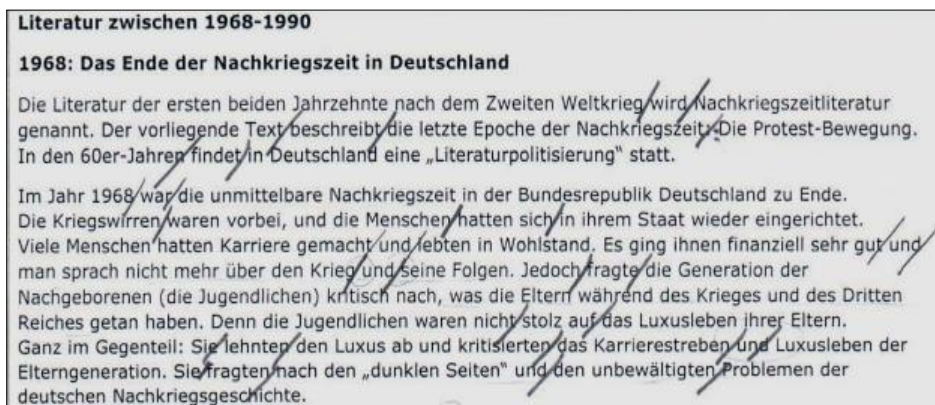 Literatur zwischen 1968-1990
1968: Das Ende der Nachkriegszeit in Deutschland
Die Literatur der ersten beiden Jahrzehnte nach dem Zweiten Weltkrieg wird Nachkriegszeitliteratur
genannt. Der vorliegende Text beschreibt die letzte Epoche der Nachkriegszeit: Die Protest-Bewegung.
In den 60er-Jahren findet in Deutschland eine „Literaturpolitisierung“ statt.
Im Jahr 1968 war die unmittelbare Nachkriegszeit in der Bundesrepublik Deutschland zu Ende.
Die Kriegswirren waren vorbei, und die Menschen hatten sich in ihrem Staat wieder eingerichtet.
Viele Menschen hatten Karriere gemacht und lebten in Wohlstand. Es ging ihnen finanziell sehr gut und
man sprach nicht mehr über den Krieg und seine Folgen. Jedoch fragte die Generation der
Nachgeborenen (die Jugendlichen) kritisch nach, was die Eltern während des Krieges und des Dritten
Reiches getan haben. Denn die Jugendlichen waren nicht stolz auf das Luxusleben ihrer Eltern.
Ganz im Gegenteil: Sie lehnten den Luxus ab und kritisierten das Karrierestreben und Luxusleben der
Elterngeneration. Sie fragten nach den „dunklen Seiten“ und den unbewältigten Problemen der
deutschen Nachkriegsgeschichte.